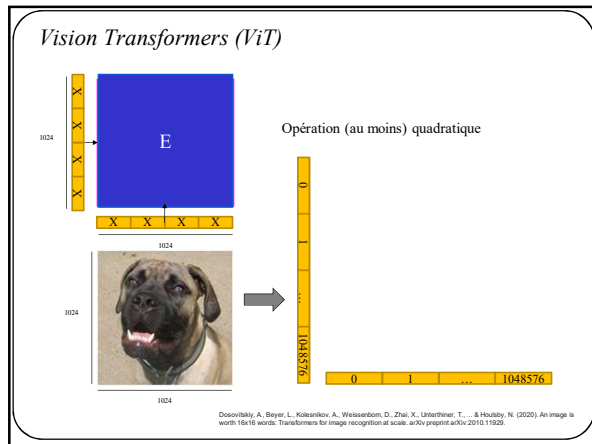 Vision Transformers (ViT)
1024
X
X
X
X
E
X X X X
1024
Opération (au moins) quadratique
0
1
...
1048576
1024
1024
0 1 ... 1048576
Dosovitskiy, A., Beyer, L., Kolesnikov, A., Weissenborn, D., Zhai, X., Unterthiner, T., ... & Houlsby, N. (2020). An image is
worth 16x16 words: Transformers for image recognition at scale. arXiv preprint arXiv:2010.11929.